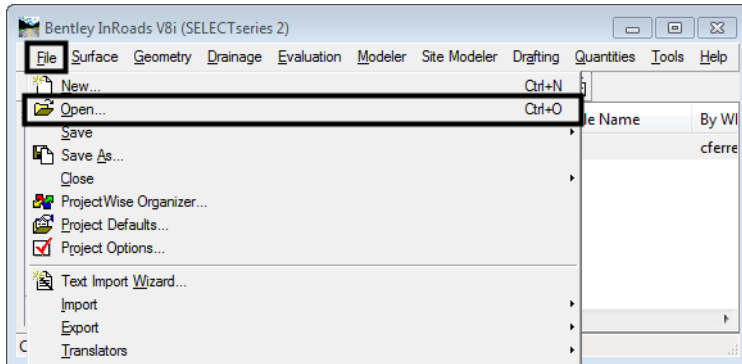 Bentley InRoads V8i (SELECTseries 2)
File Surface Geometry Drainage Evaluation Modeler Site Modeler Drafting Quantities Tools Help
New... Ctrl+N
Open... Ctrl+O
le Name By WI
Save
cferre
Save As...
Close
ProjectWise Organizer...
Project Defaults...
Project Options...
Text Import Wizard...
Import
Export
Translators